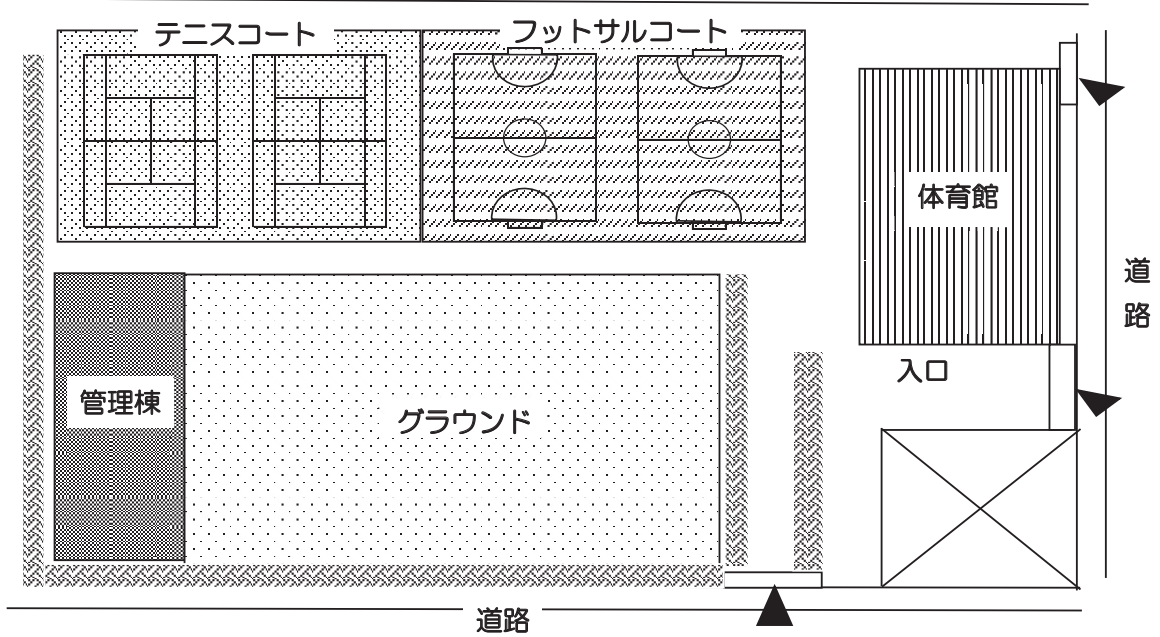 テニスコート
フットサルコート
体育館
道路
入口
管理棟
グラウンド
道路